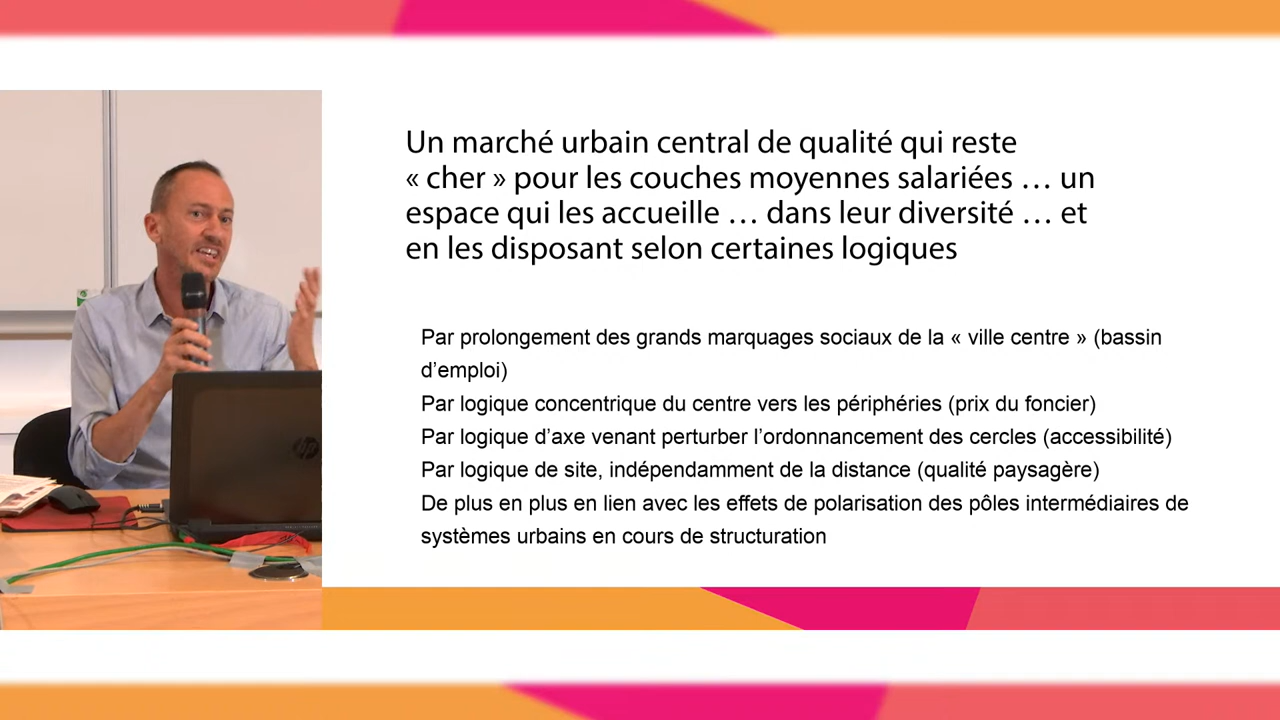 Un marché urbain central de qualité qui reste
« cher » pour les couches moyennes salariées … un
espace qui les accueille … dans leur diversité … et
en les disposant selon certaines logiques
Par prolongement des grands marquages sociaux de la « ville centre » (bassin
d’emploi)
Par logique concentrique du centre vers les périphéries (prix du foncier)
Par logique d’axe venant perturber l’ordonnancement des cercles (accessibilité)
Par logique de site, indépendamment de la distance (qualité paysagère)
De plus en plus en lien avec les effets de polarisation des pôles intermédiaires de
systèmes urbains en cours de structuration
hp